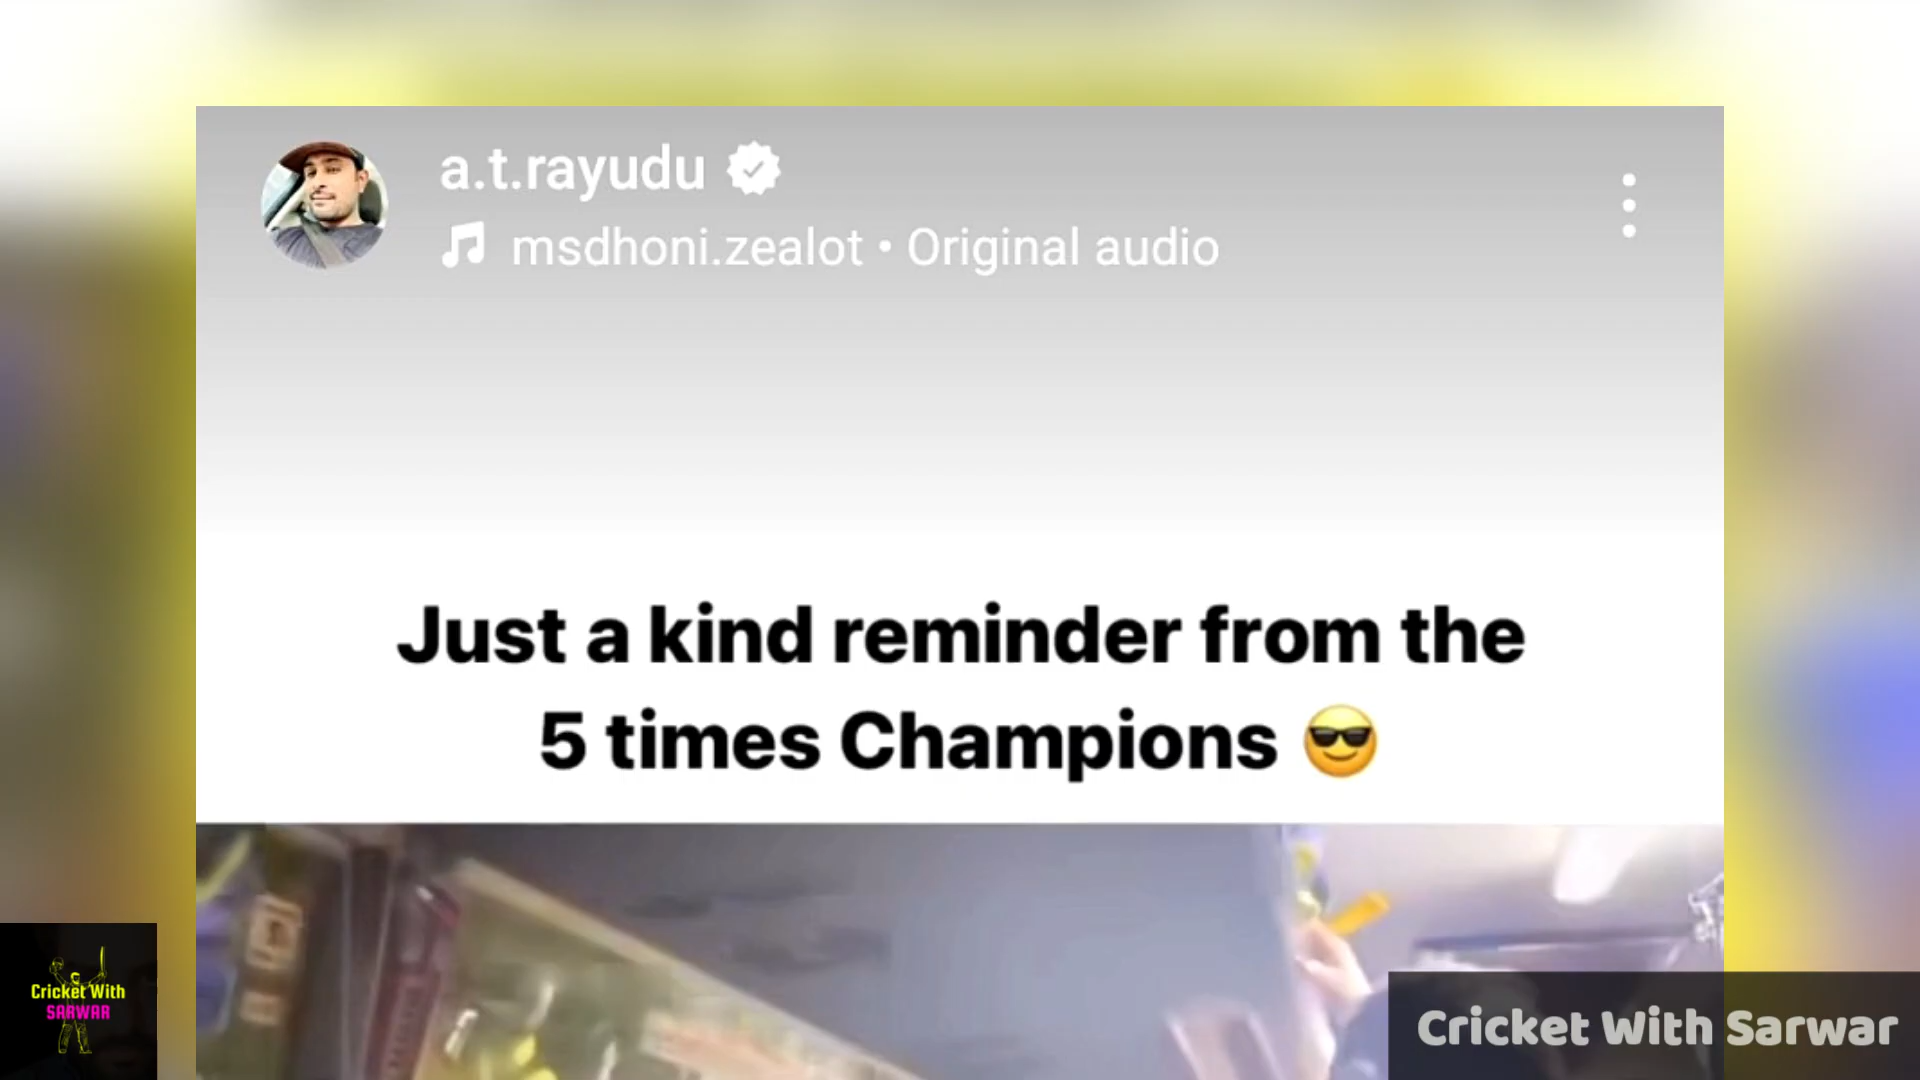 a.t.rayudu
msdhoni.zealot • Original audio
Just a kind reminder from the
5 times Champions 😎
Cricket With
SARWAR
Cricket With Sarwar